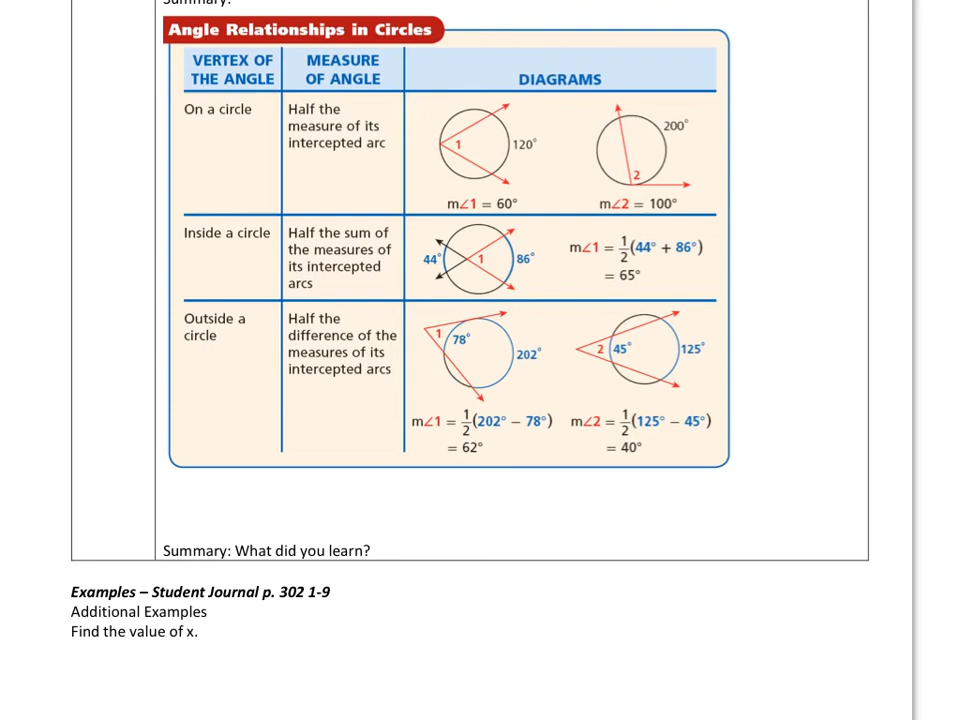 Summary:
Angle Relationships in Circles
VERTEX OF THE ANGLE
MEASURE OF ANGLE
DIAGRAMS
On a circle
Half the
measure of its
intercepted arc
1
120°
m∠1 = 60°
200°
2
m∠2 = 100°
Inside a circle
Half the sum of
the measures of
its intercepted
arcs
44°
1
86°
m∠1 = 1/2(44° + 86°)
= 65°
Outside a
circle
Half the
difference of the
measures of its
intercepted arcs
1
78°
202°
m∠1 = 1/2(202° – 78°)
= 62°
2
45°
125°
m∠2 = 1/2(125° – 45°)
= 40°
Summary: What did you learn?
Examples – Student Journal p. 302 1-9
Additional Examples
Find the value of x.